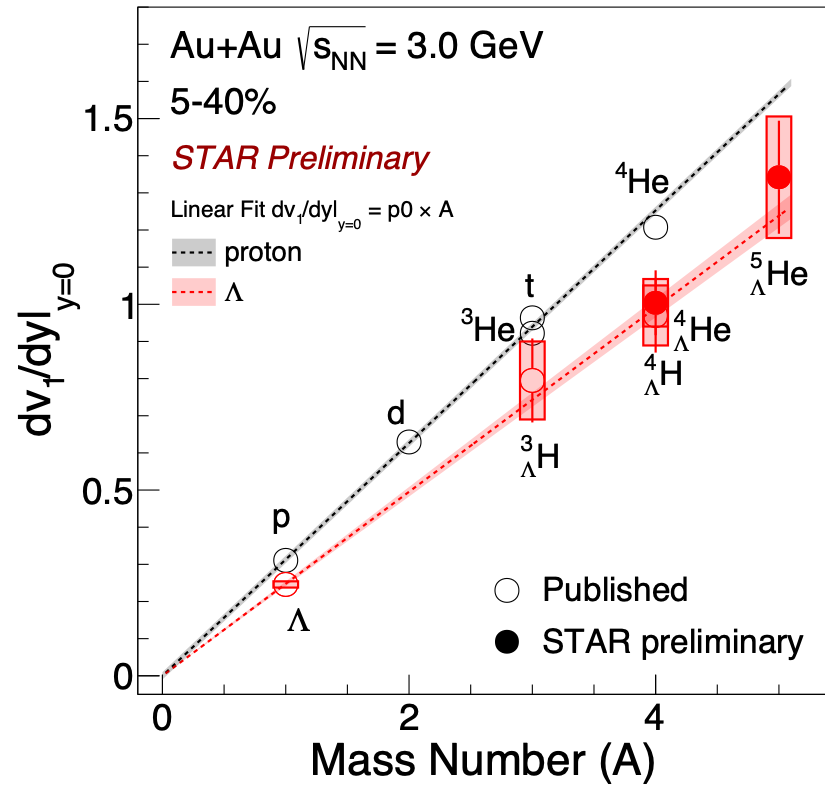 Au+Au √sNN = 3.0 GeV
5-40%
STAR Preliminary
Linear Fit dv₁/dy|y=0 = p0 × A
proton
Λ
dv₁/dy|y=0
1.5
1
0.5
0
⁴He
t
³He
d
p
Λ
⁵ΛHe
⁴ΛHe
⁴ΛH
³ΛH
Published
STAR preliminary
0
2
4
Mass Number (A)